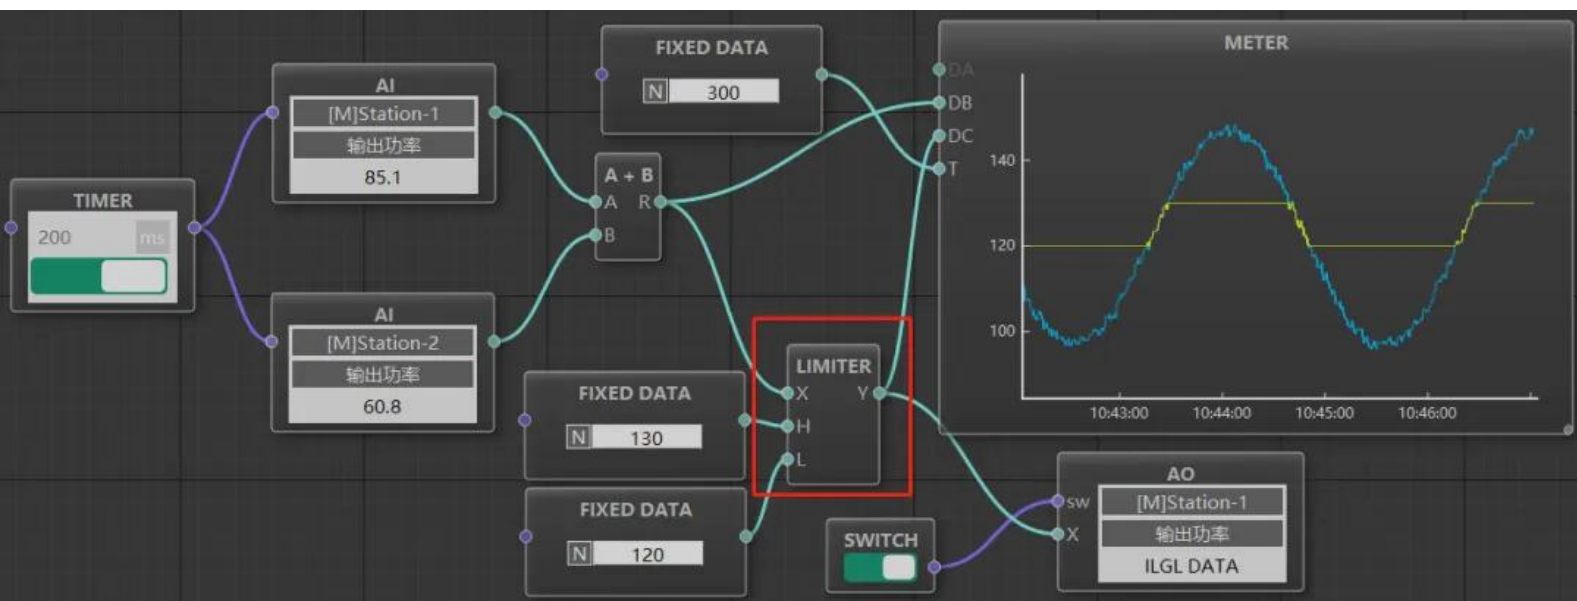 TIMER
200 ms
AI
[M]Station-1
输出功率
85.1
AI
[M]Station-2
输出功率
60.8
FIXED DATA
N 300
A + B
A R
B
FIXED DATA
N 130
FIXED DATA
N 120
LIMITER
X Y
H
L
SWITCH
METER
DA
DB
DC
T
140
120
100
10:43:00 10:44:00 10:45:00 10:46:00
AO
sw [M]Station-1
X 输出功率
ILGL DATA